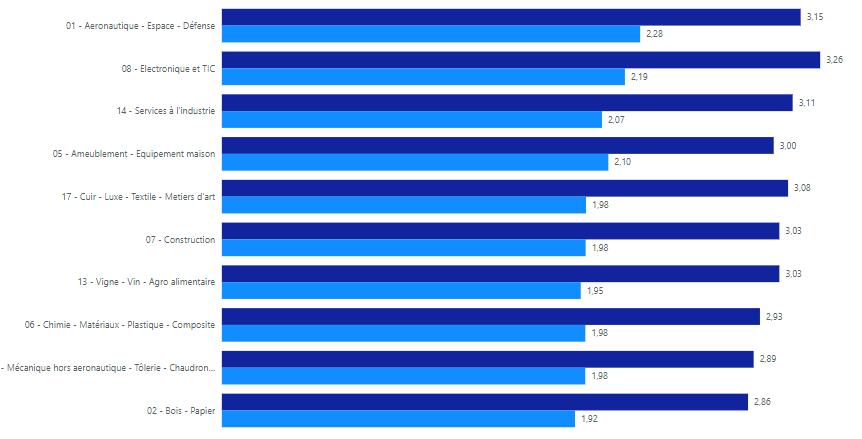 01 - Aeronautique - Espace - Défense
3,15
2,28
08 - Electronique et TIC
3,26
2,19
14 - Services à l'industrie
3,11
2,07
05 - Ameublement - Equipement maison
3,00
2,10
17 - Cuir - Luxe - Textile - Metiers d'art
3,08
1,98
07 - Construction
3,03
1,98
13 - Vigne - Vin - Agro alimentaire
3,03
1,95
06 - Chimie - Matériaux - Plastique - Composite
2,93
1,98
- Mécanique hors aeronautique - Tôlerie - Chaudron...
2,89
1,98
02 - Bois - Papier
2,86
1,92